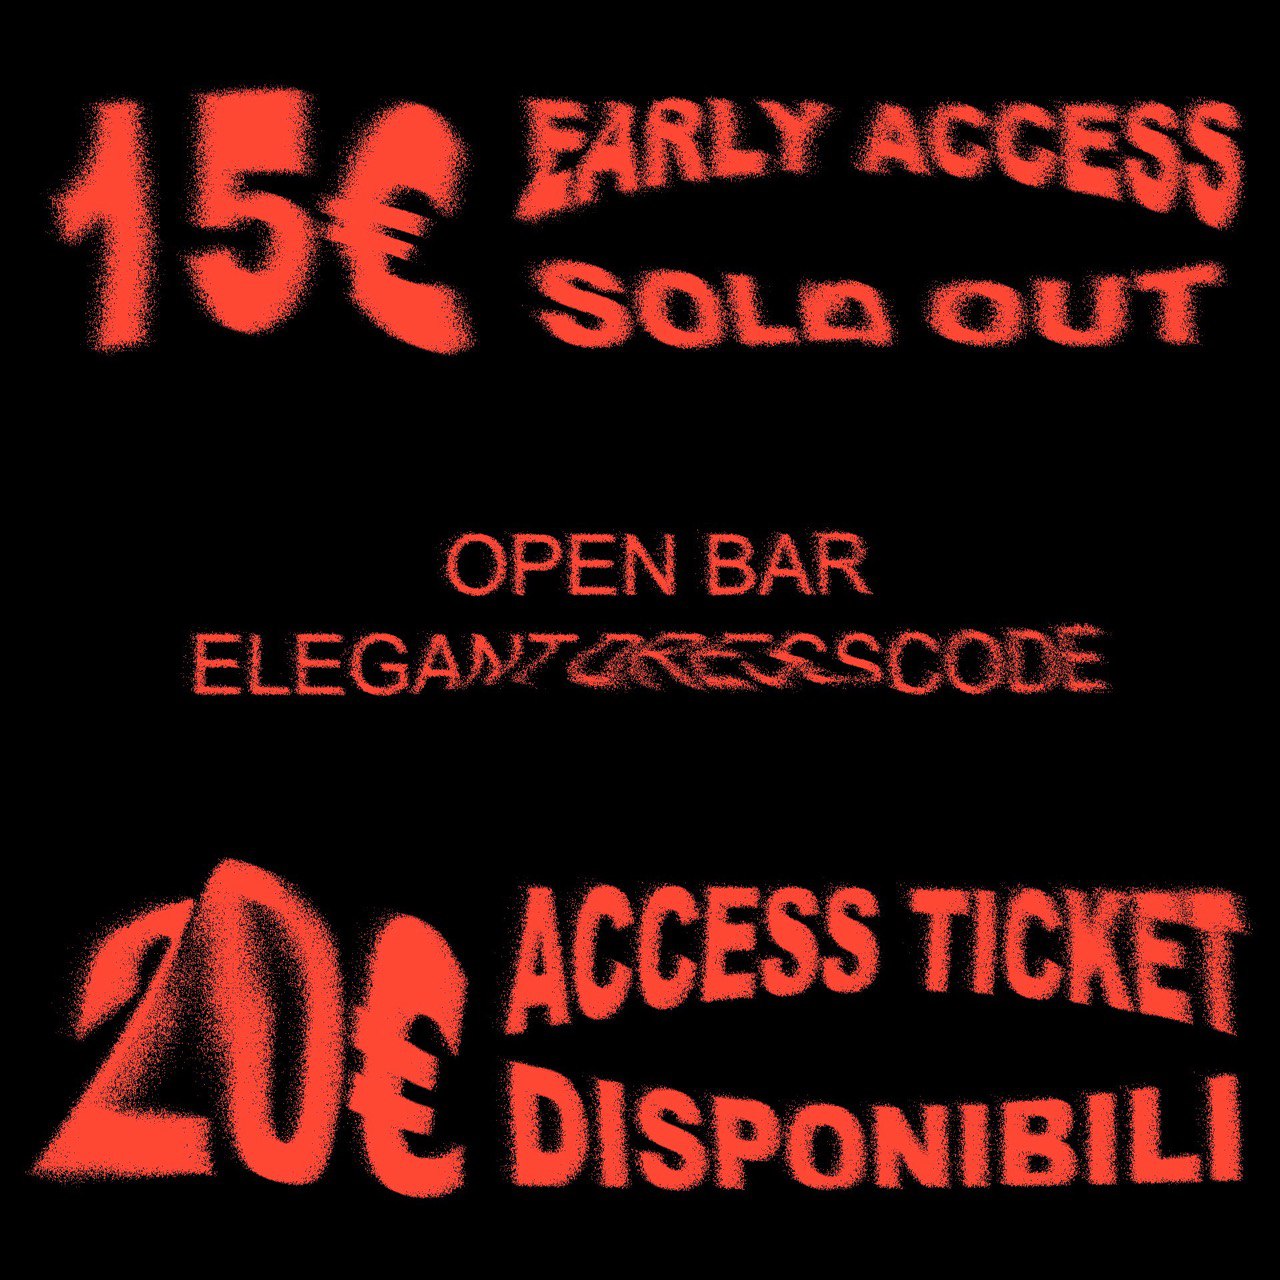 15€ EARLY ACCESS
SOLD OUT
OPEN BAR
ELEGANT DRESSCODE
20€ ACCESS TICKET
DISPONIBILI